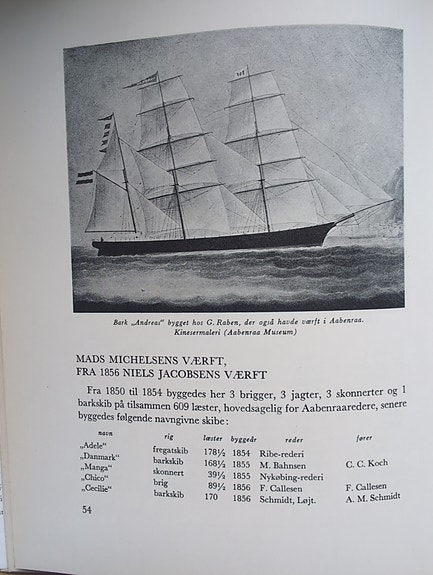 Bark „Andreas" bygget hos G. Raben, der også havde værft i Aabenraa.
Kinesermaleri (Aabenraa Museum)
MADS MICHELSENS VÆRFT,
FRA 1856 NIELS JACOBSENS VÆRFT
Fra 1850 til 1854 byggedes her 3 brigger, 3 jagter, 3 skonnerter og 1
barkskib på tilsammen 609 læster, hovedsagelig for Aabenraaredere, senere
byggedes følgende navngivne skibe:
navn rig læster byggede reder fører
„Adele" fregatskib 178½ 1854 Ribe-rederi
„Danmark" barkskib 168½ 1855 M. Bahnsen C. C. Koch
„Manga" skonnert 39½ 1855 Nykøbing-rederi
„Chico" brig 89½ 1856 F. Callesen F. Callesen
„Cecilie" barkskib 170 1856 Schmidt, Løjt. A. M. Schmidt
54